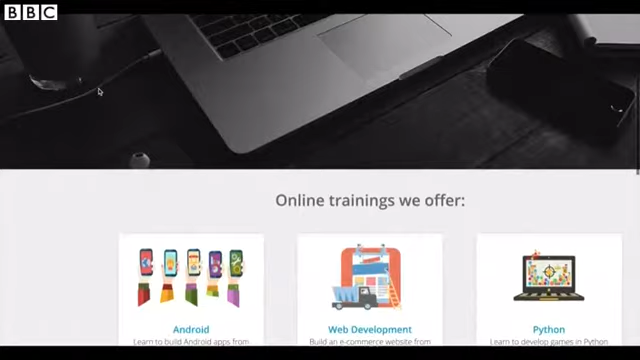 BBC
Online trainings we offer:
Android
Learn to build Android apps from
Web Development
Build an e-commerce website from
Python
Learn to develop games in Python